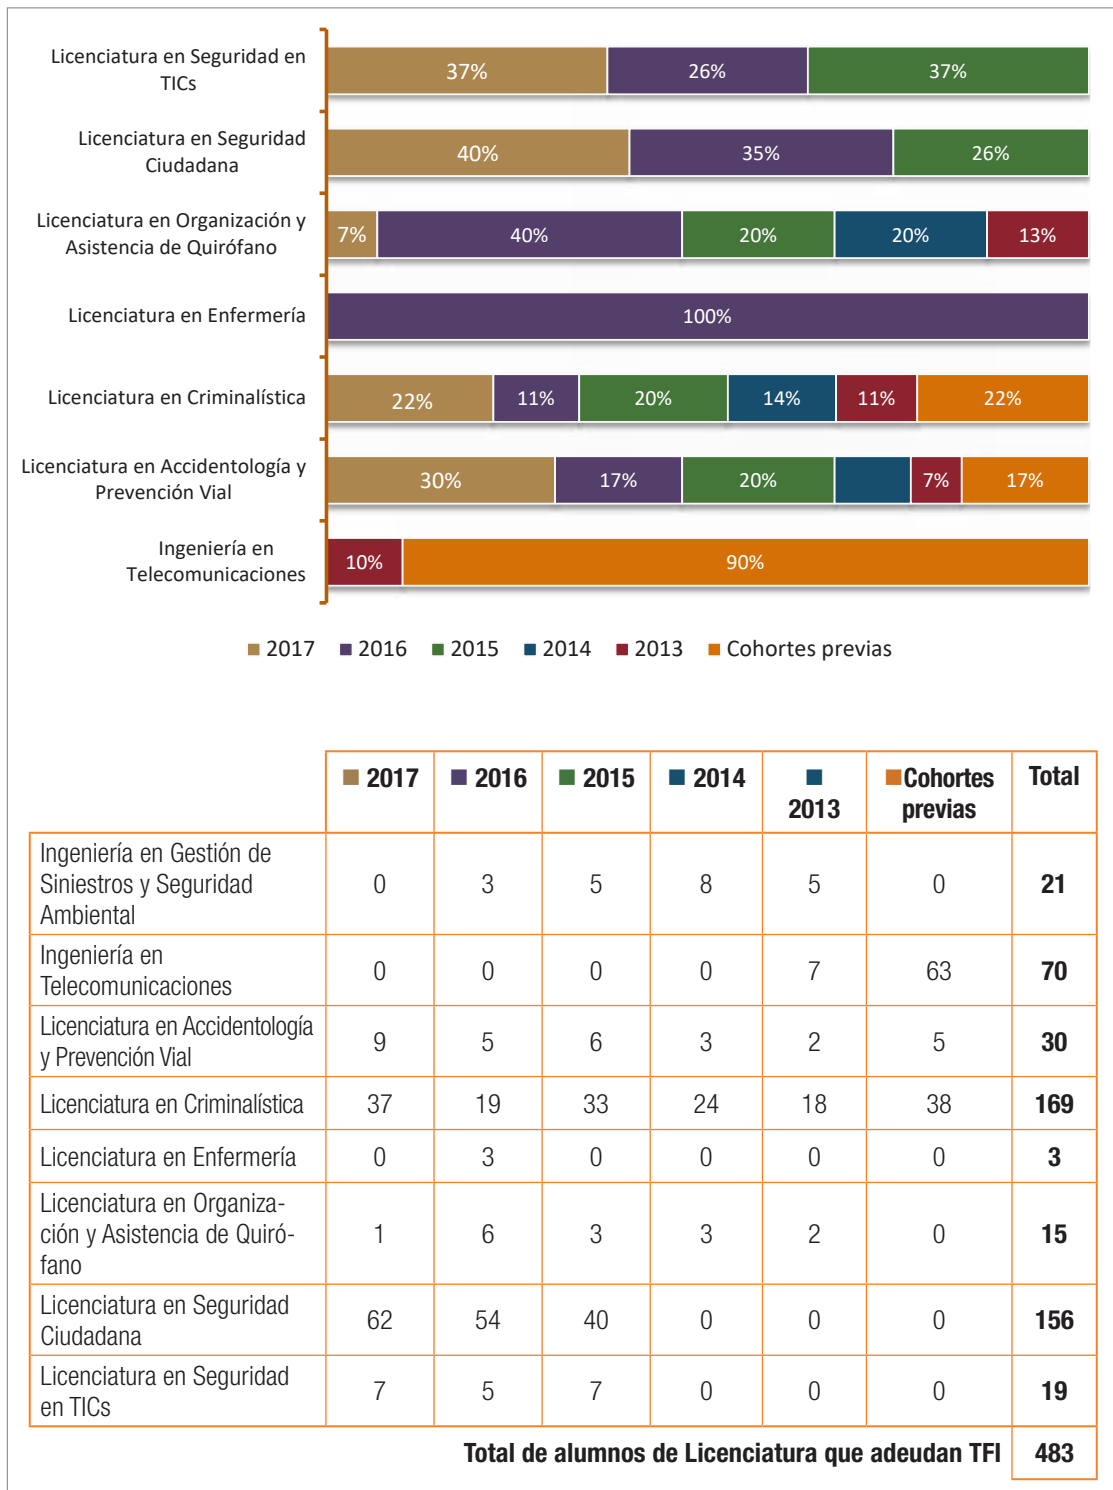 Licenciatura en Seguridad en
TICs
37% 26% 37%
Licenciatura en Seguridad
Ciudadana
40% 35% 26%
Licenciatura en Organización y
Asistencia de Quirófano
7% 40% 20% 20% 13%
Licenciatura en Enfermería
100%
Licenciatura en Criminalística
22% 11% 20% 14% 11% 22%
Licenciatura en Accidentología y
Prevención Vial
30% 17% 20% 7% 17%
Ingeniería en
Telecomunicaciones
10% 90%
2017 2016 2015 2014 2013 Cohortes previas
2017 2016 2015 2014 2013 Cohortes previas Total
Ingeniería en Gestión de
Siniestros y Seguridad
Ambiental
0 3 5 8 5 0 21
Ingeniería en
Telecomunicaciones
0 0 0 0 7 63 70
Licenciatura en Accidentología
y Prevención Vial
9 5 6 3 2 5 30
Licenciatura en Criminalística 37 19 33 24 18 38 169
Licenciatura en Enfermería 0 3 0 0 0 0 3
Licenciatura en Organiza-
ción y Asistencia de Quiró-
fano
1 6 3 3 2 0 15
Licenciatura en Seguridad
Ciudadana
62 54 40 0 0 0 156
Licenciatura en Seguridad
en TICs
7 5 7 0 0 0 19
Total de alumnos de Licenciatura que adeudan TFI 483